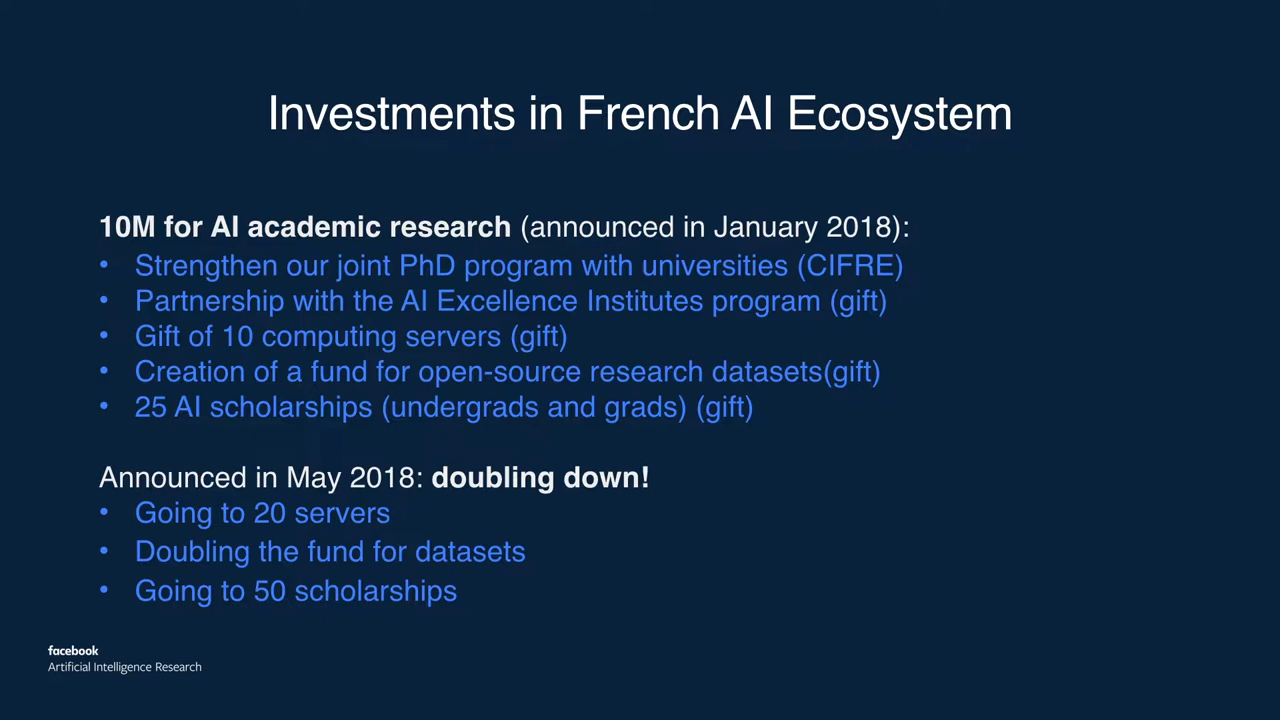 Investments in French AI Ecosystem
10M for AI academic research (announced in January 2018):
• Strengthen our joint PhD program with universities (CIFRE)
• Partnership with the AI Excellence Institutes program (gift)
• Gift of 10 computing servers (gift)
• Creation of a fund for open-source research datasets(gift)
• 25 AI scholarships (undergrads and grads) (gift)
Announced in May 2018: doubling down!
• Going to 20 servers
• Doubling the fund for datasets
• Going to 50 scholarships
facebook
Artificial Intelligence Research